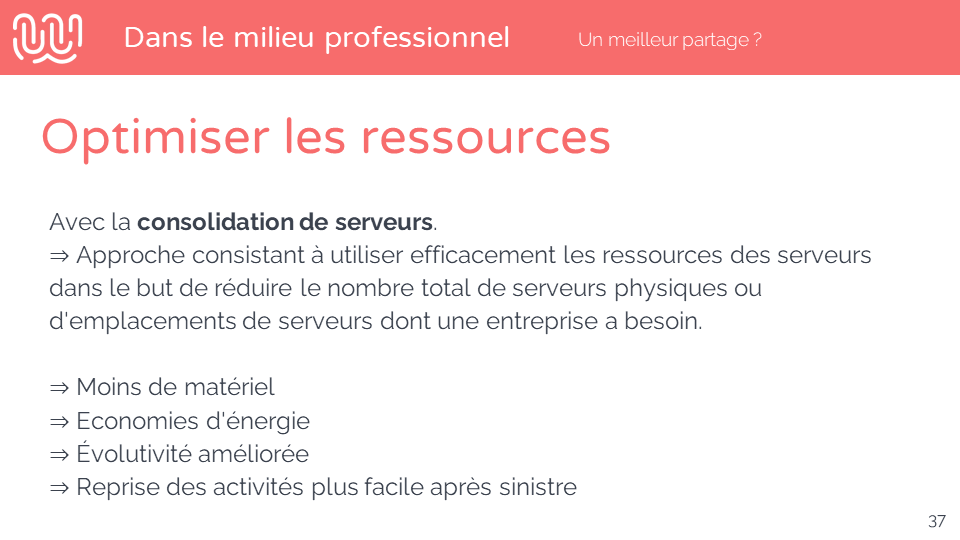 Dans le milieu professionnel
Un meilleur partage ?
Optimiser les ressources
Avec la consolidation de serveurs.
⇒ Approche consistant à utiliser efficacement les ressources des serveurs
dans le but de réduire le nombre total de serveurs physiques ou
d'emplacements de serveurs dont une entreprise a besoin.
⇒ Moins de matériel
⇒ Economies d'énergie
⇒ Évolutivité améliorée
⇒ Reprise des activités plus facile après sinistre
37